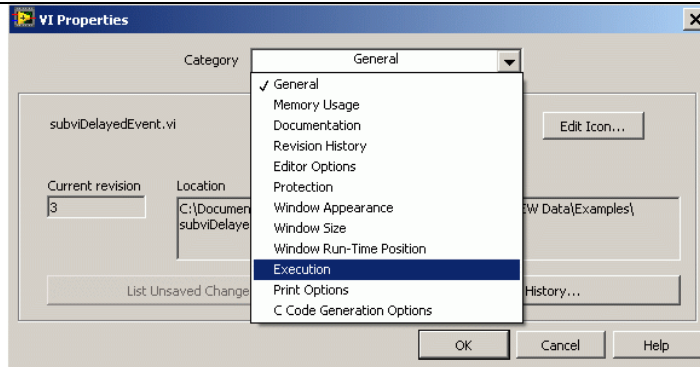 VI Properties
Category General
✓ General
Memory Usage
Documentation
Revision History
Editor Options
Protection
Window Appearance
Window Size
Window Run-Time Position
Execution
Print Options
C Code Generation Options
subviDelayedEvent.vi
Edit Icon...
Current revision
3
Location
C:\Documen EW Data\Examples\
subviDelaye
List Unsaved Change
History...
OK Cancel Help